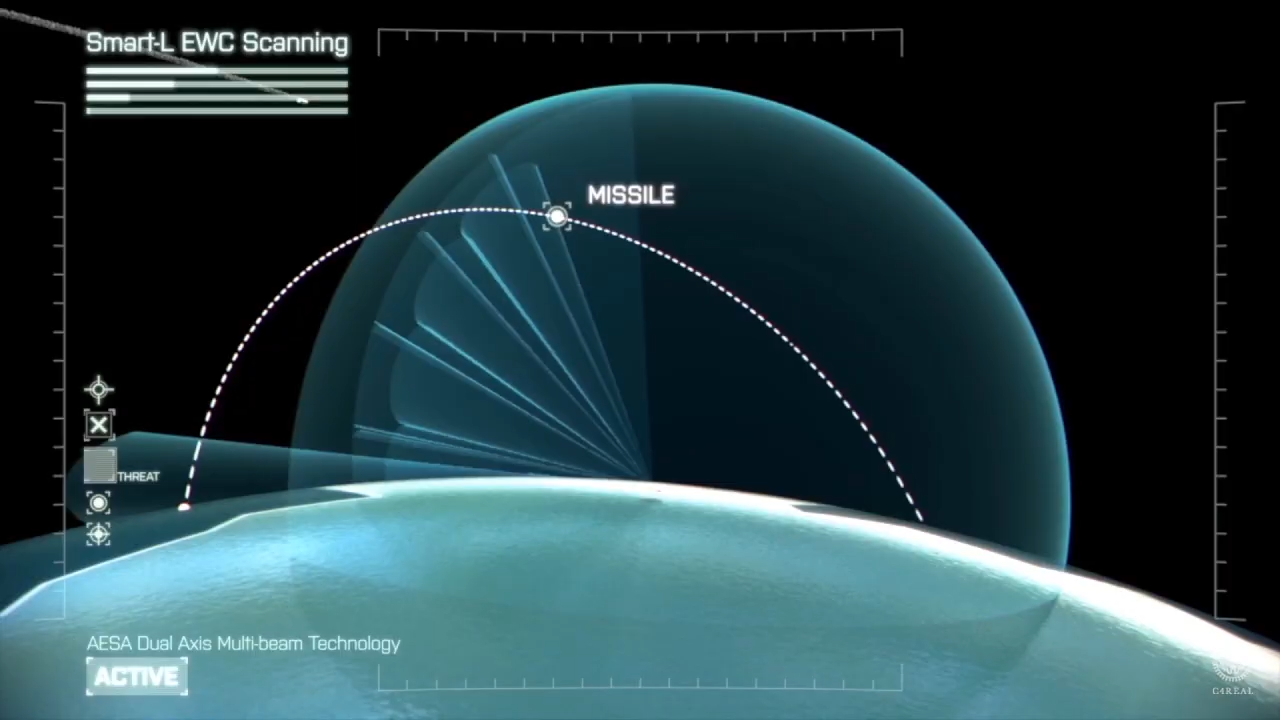 Smart-L EWC Scanning
MISSILE
THREAT
AESA Dual Axis Multi-beam Technology
ACTIVE
C4REAL